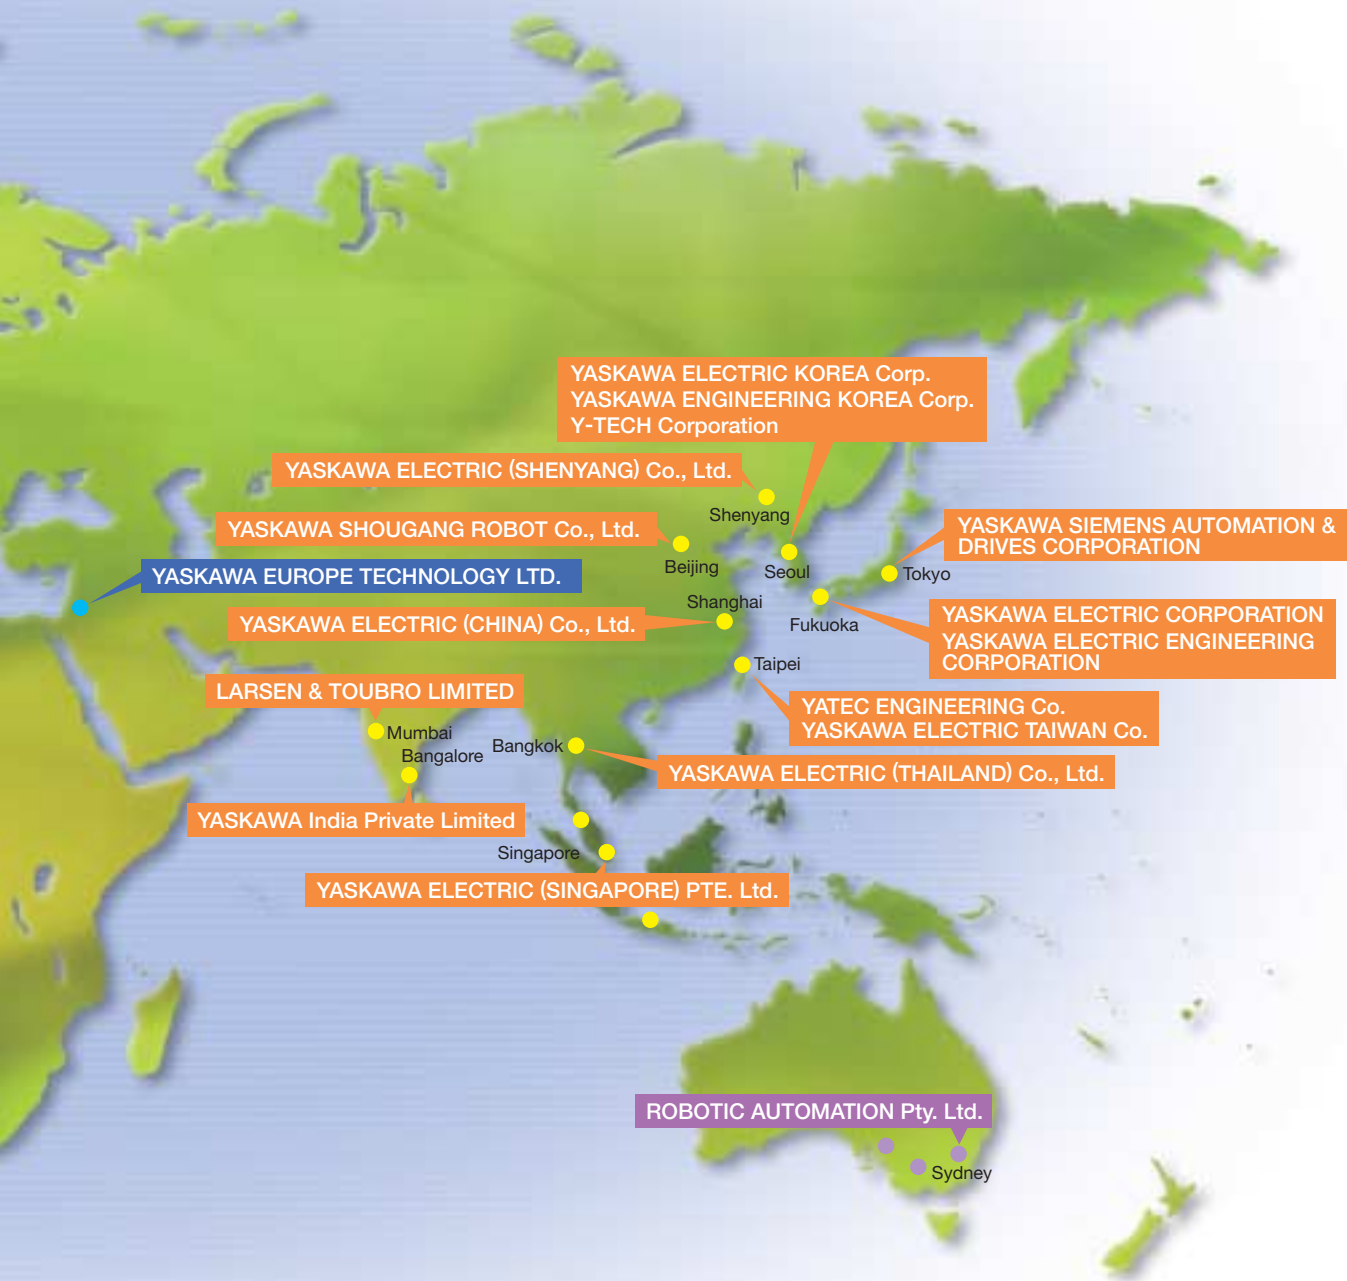 YASKAWA ELECTRIC KOREA Corp.
YASKAWA ENGINEERING KOREA Corp.
Y-TECH Corporation
YASKAWA ELECTRIC (SHENYANG) Co., Ltd.
Shenyang
YASKAWA SHOUGANG ROBOT Co., Ltd.
Beijing
Seoul
YASKAWA SIEMENS AUTOMATION &
DRIVES CORPORATION
Tokyo
YASKAWA EUROPE TECHNOLOGY LTD.
Shanghai
YASKAWA ELECTRIC (CHINA) Co., Ltd.
Fukuoka
YASKAWA ELECTRIC CORPORATION
YASKAWA ELECTRIC ENGINEERING
CORPORATION
Taipei
YATEC ENGINEERING Co.
YASKAWA ELECTRIC TAIWAN Co.
LARSEN & TOUBRO LIMITED
Mumbai
Bangalore
Bangkok
YASKAWA ELECTRIC (THAILAND) Co., Ltd.
YASKAWA India Private Limited
Singapore
YASKAWA ELECTRIC (SINGAPORE) PTE. Ltd.
ROBOTIC AUTOMATION Pty. Ltd.
Sydney